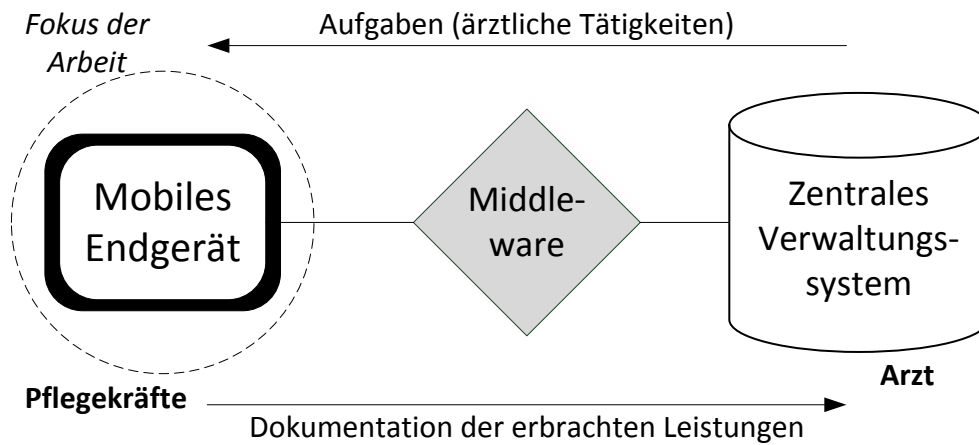 Fokus der
Arbeit
Aufgaben (ärztliche Tätigkeiten)
Mobiles
Endgerät
Middle-
ware
Zentrales
Verwaltungs-
system
Pflegekräfte
Arzt
Dokumentation der erbrachten Leistungen